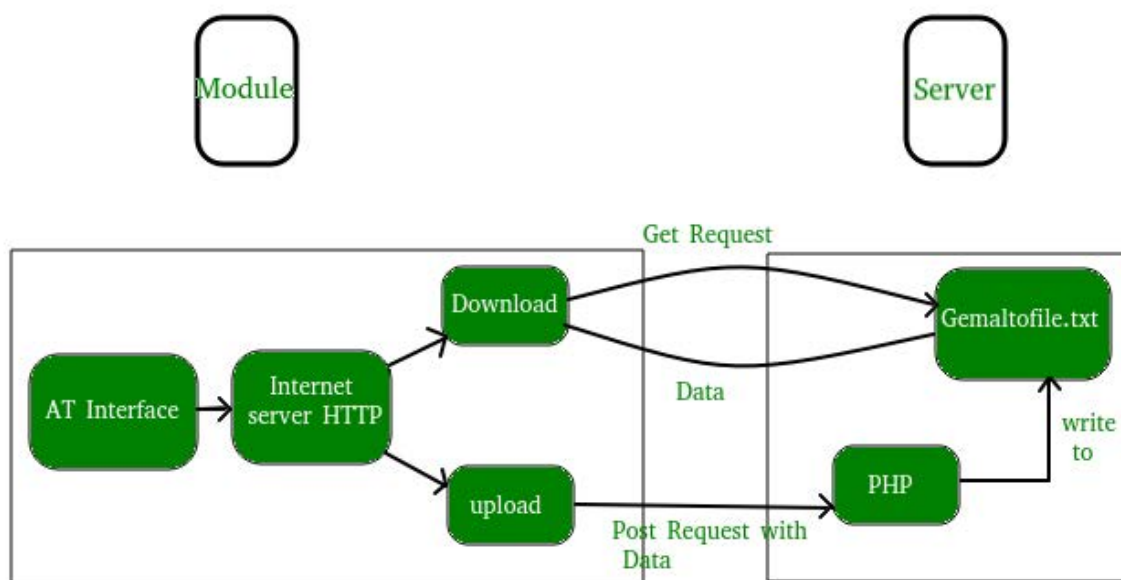 Module
Server
Get Request
Download
Gemaltofile.txt
Data
AT Interface
Internet
server HTTP
write
to
upload
PHP
Post Request with
Data